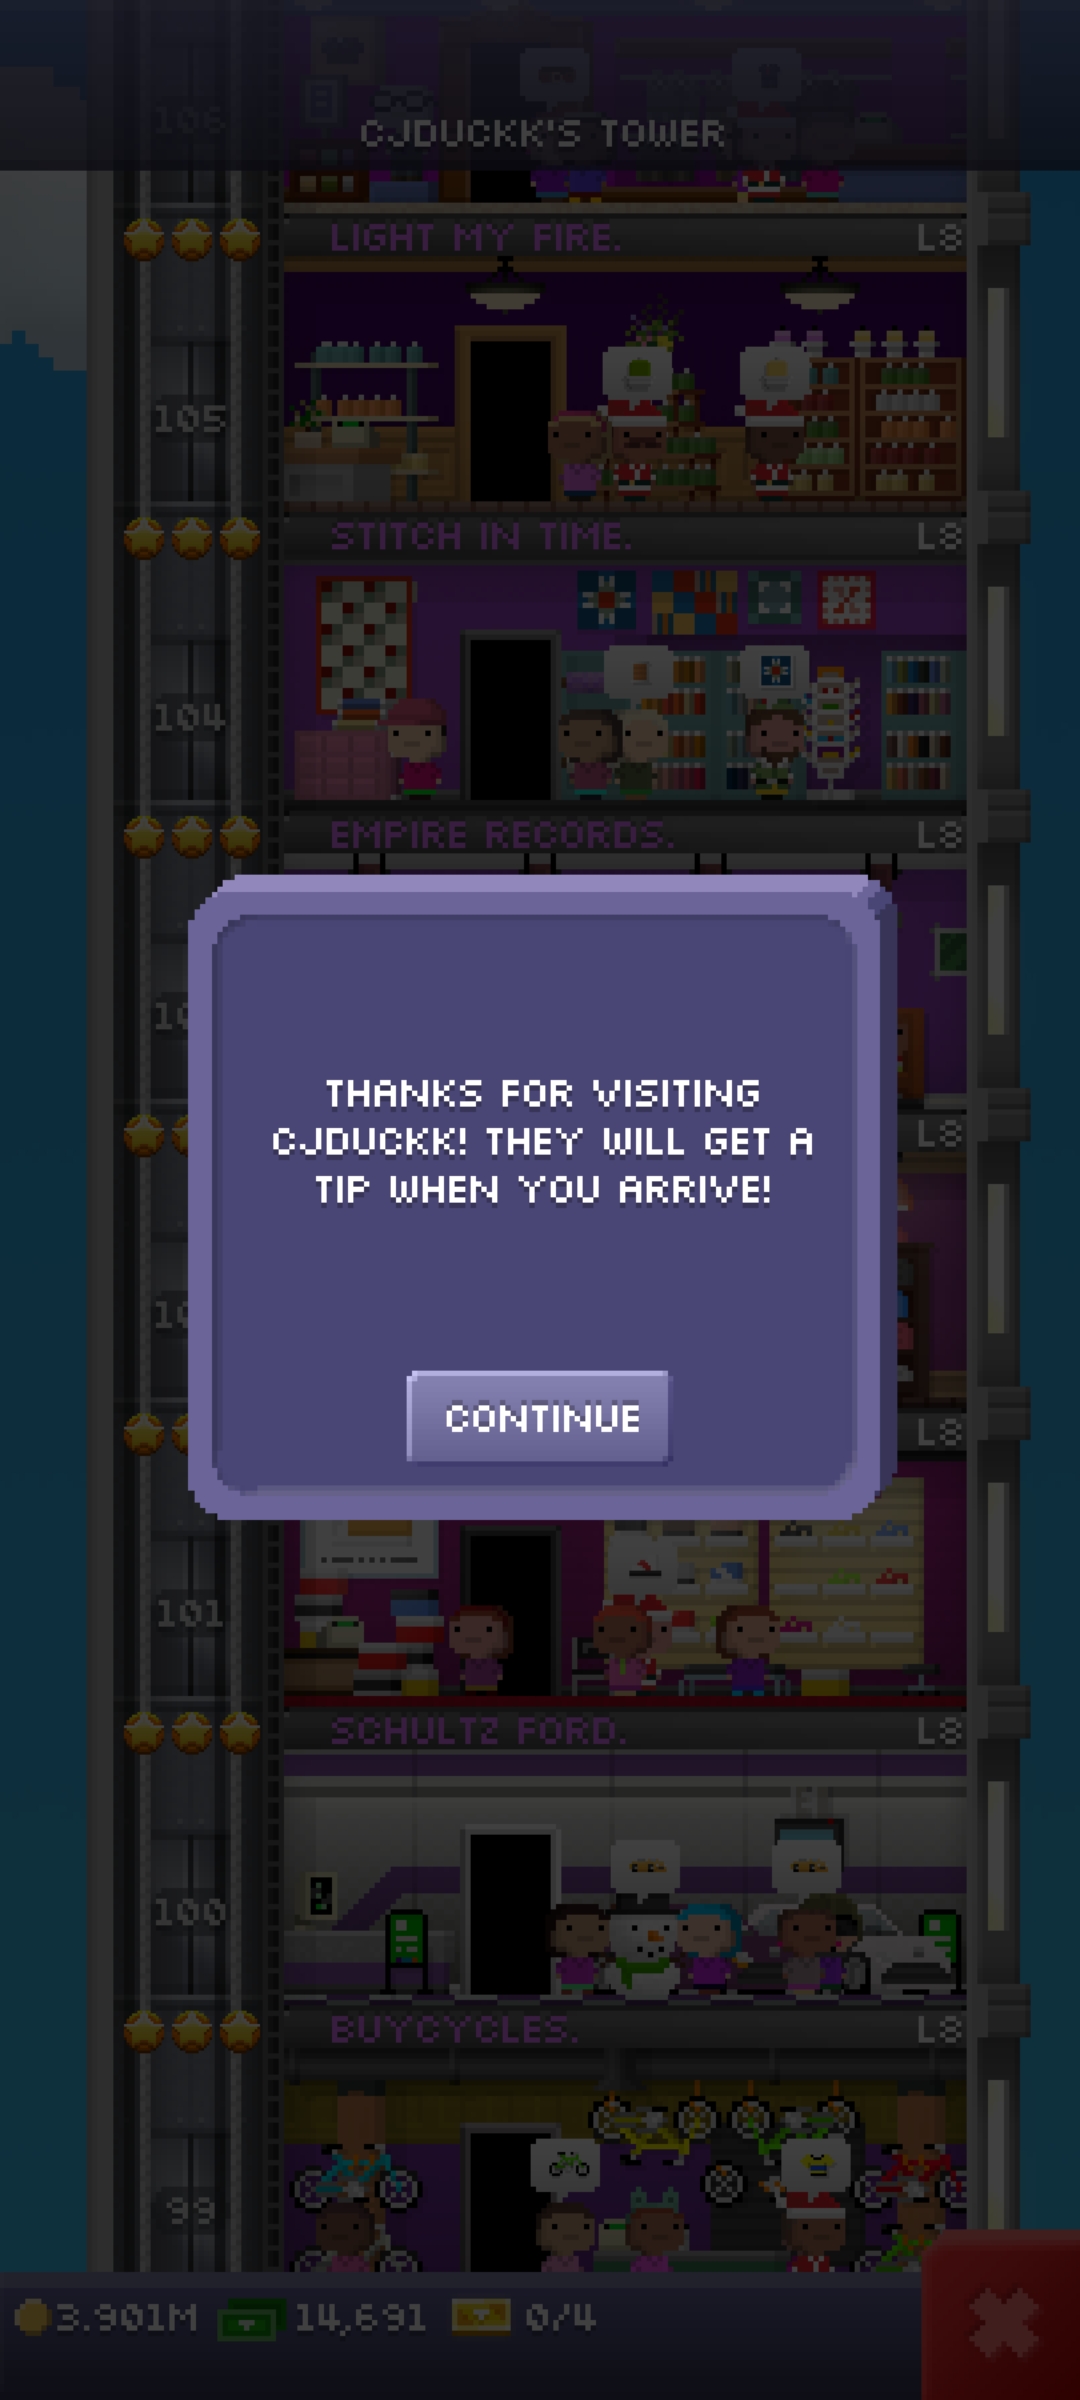 106
CJDUCKK'S TOWER
LIGHT MY FIRE. L8
105
STITCH IN TIME. L8
104
EMPIRE RECORDS. L8
THANKS FOR VISITING
CJDUCKK! THEY WILL GET A
TIP WHEN YOU ARRIVE!
L8
CONTINUE
L8
101
SCHULTZ FORD. L8
100
BUYCYCLES. L8
99
3.901M 14,691 0/4